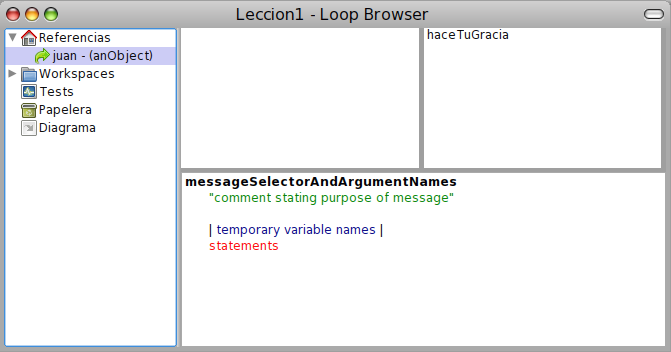 Leccion1 - Loop Browser
Referencias
juan - (anObject)
Workspaces
Tests
Papelera
Diagrama
haceTuGracia
messageSelectorAndArgumentNames
"comment stating purpose of message"
| temporary variable names |
statements